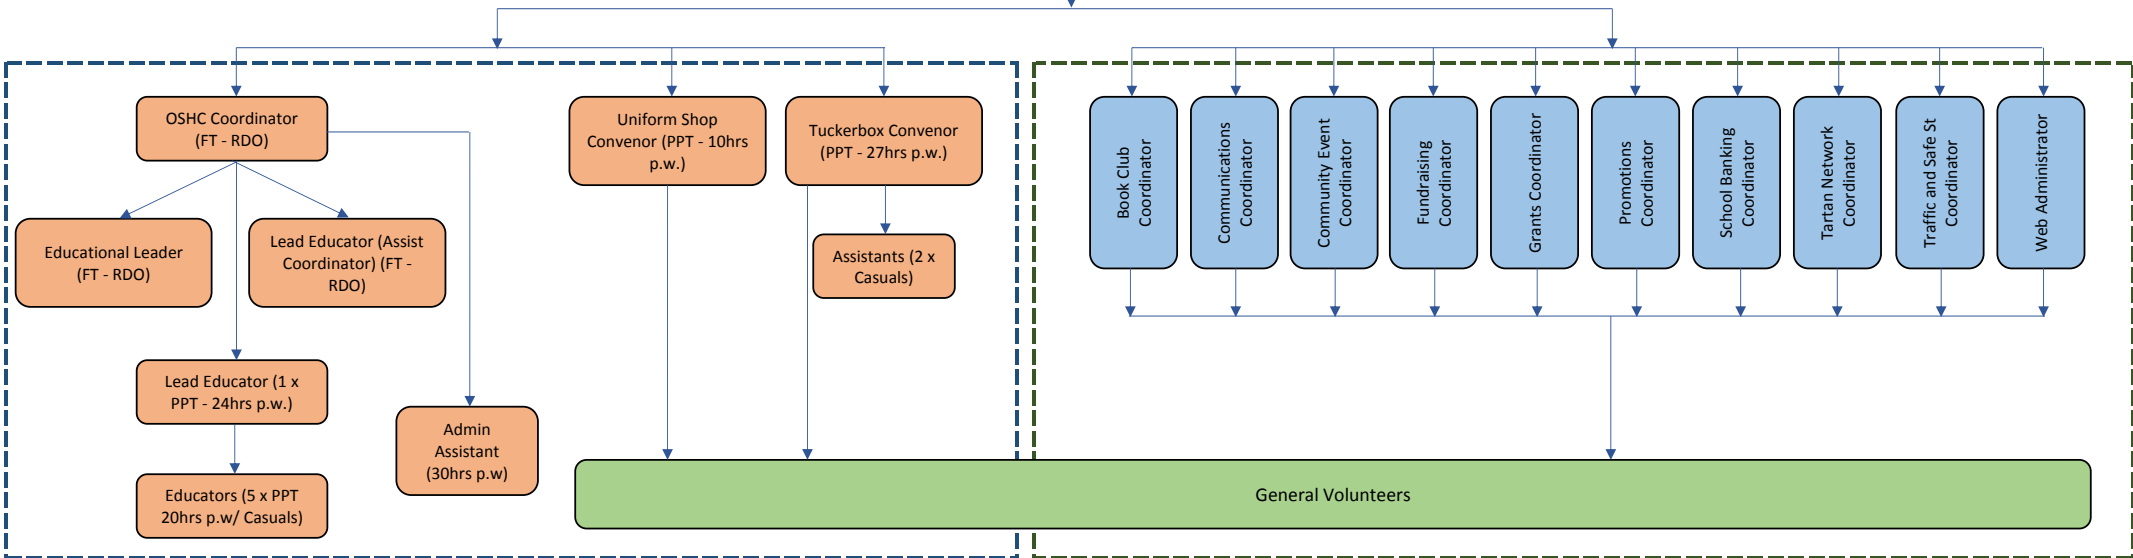 OSHC Coordinator
(FT - RDO)
Uniform Shop
Convenor (PPT - 10hrs
p.w.)
Tuckerbox Convenor
(PPT - 27hrs p.w.)
Book Club
Coordinator
Communications
Coordinator
Community Event
Coordinator
Fundraising
Coordinator
Grants Coordinator
Promotions
Coordinator
School Banking
Coordinator
Tartan Network
Coordinator
Traffic and Safe St
Coordinator
Web Administrator
Educational Leader
(FT - RDO)
Lead Educator (Assist
Coordinator) (FT -
RDO)
Assistants (2 x
Casuals)
Lead Educator (1 x
PPT - 24hrs p.w.)
Admin
Assistant
(30hrs p.w)
Educators (5 x PPT
20hrs p.w/ Casuals)
General Volunteers